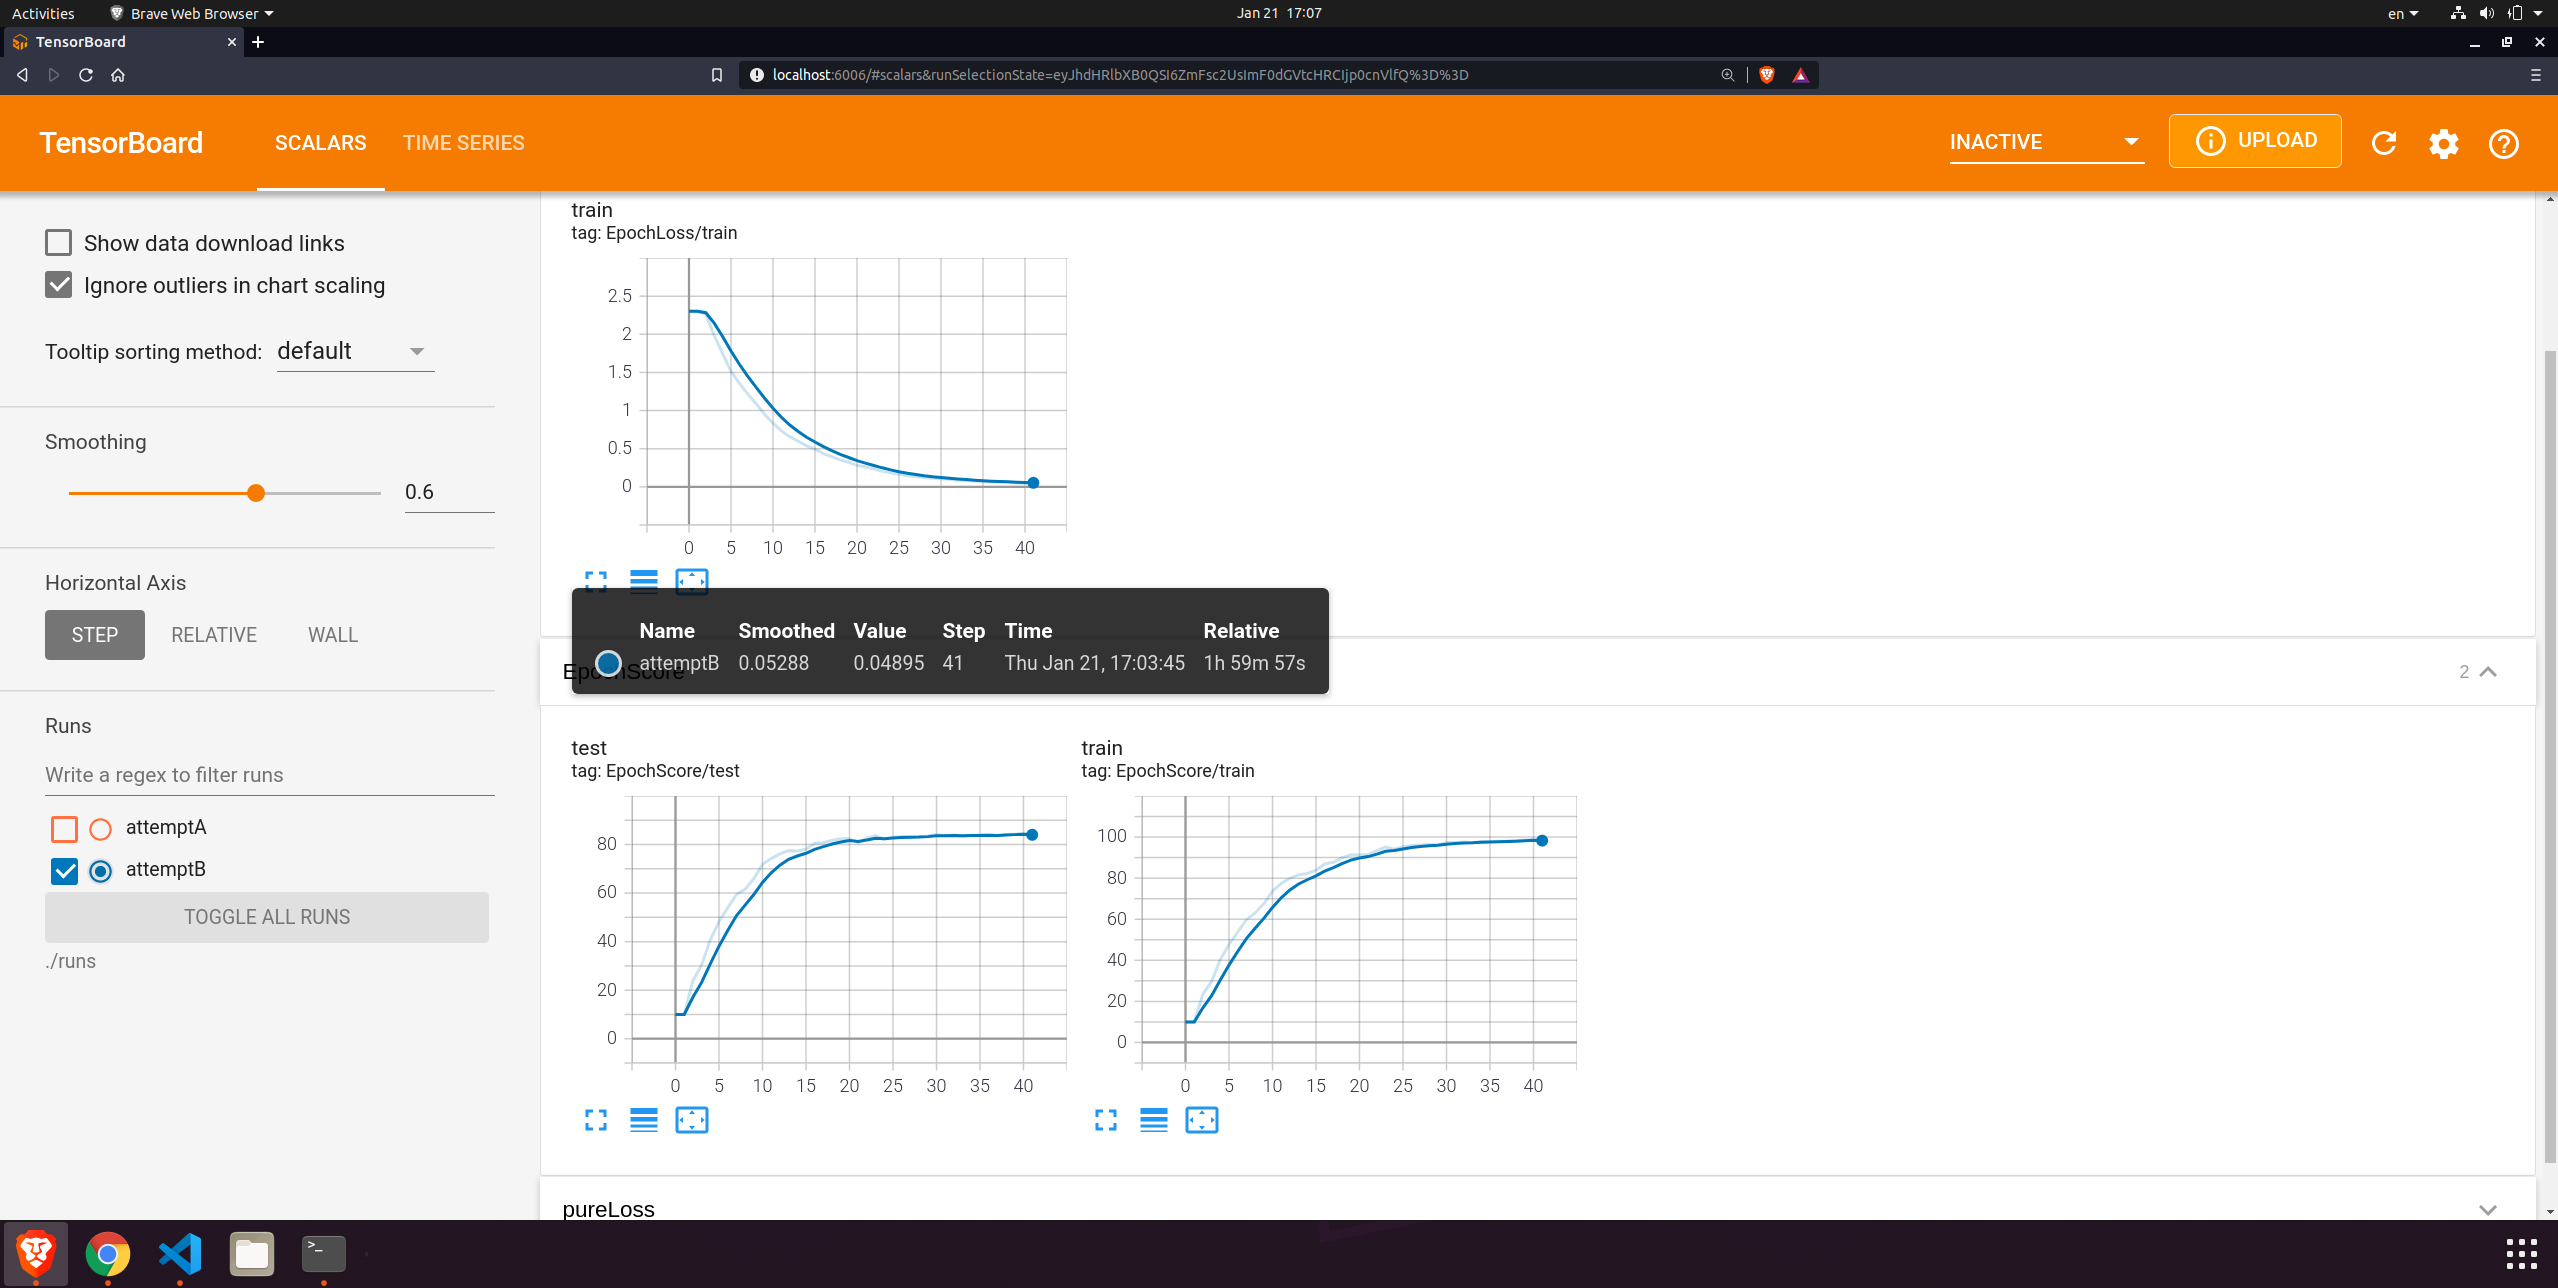 Activities
Brave Web Browser
Jan 21 17:07
en
TensorBoard
localhost:6006/#scalars&runSelectionState=eyJhdHRlbXB0QSI6ZmFsc2UsImF0dGVtcHRCIjp0cnVlfQ%3D%3D
TensorBoard
SCALARS
TIME SERIES
INACTIVE
UPLOAD
Show data download links
Ignore outliers in chart scaling
Tooltip sorting method: default
Smoothing
0.6
Horizontal Axis
STEP RELATIVE WALL
Runs
Write a regex to filter runs
attemptA
attemptB
TOGGLE ALL RUNS
./runs
train
tag: EpochLoss/train
2.5
2
1.5
1
0.5
0
0 5 10 15 20 25 30 35 40
Name Smoothed Value Step Time Relative
attemptB 0.05288 0.04895 41 Thu Jan 21, 17:03:45 1h 59m 57s
EpochScore
2
test
tag: EpochScore/test
80
60
40
20
0
0 5 10 15 20 25 30 35 40
train
tag: EpochScore/train
100
80
60
40
20
0
0 5 10 15 20 25 30 35 40
pureLoss